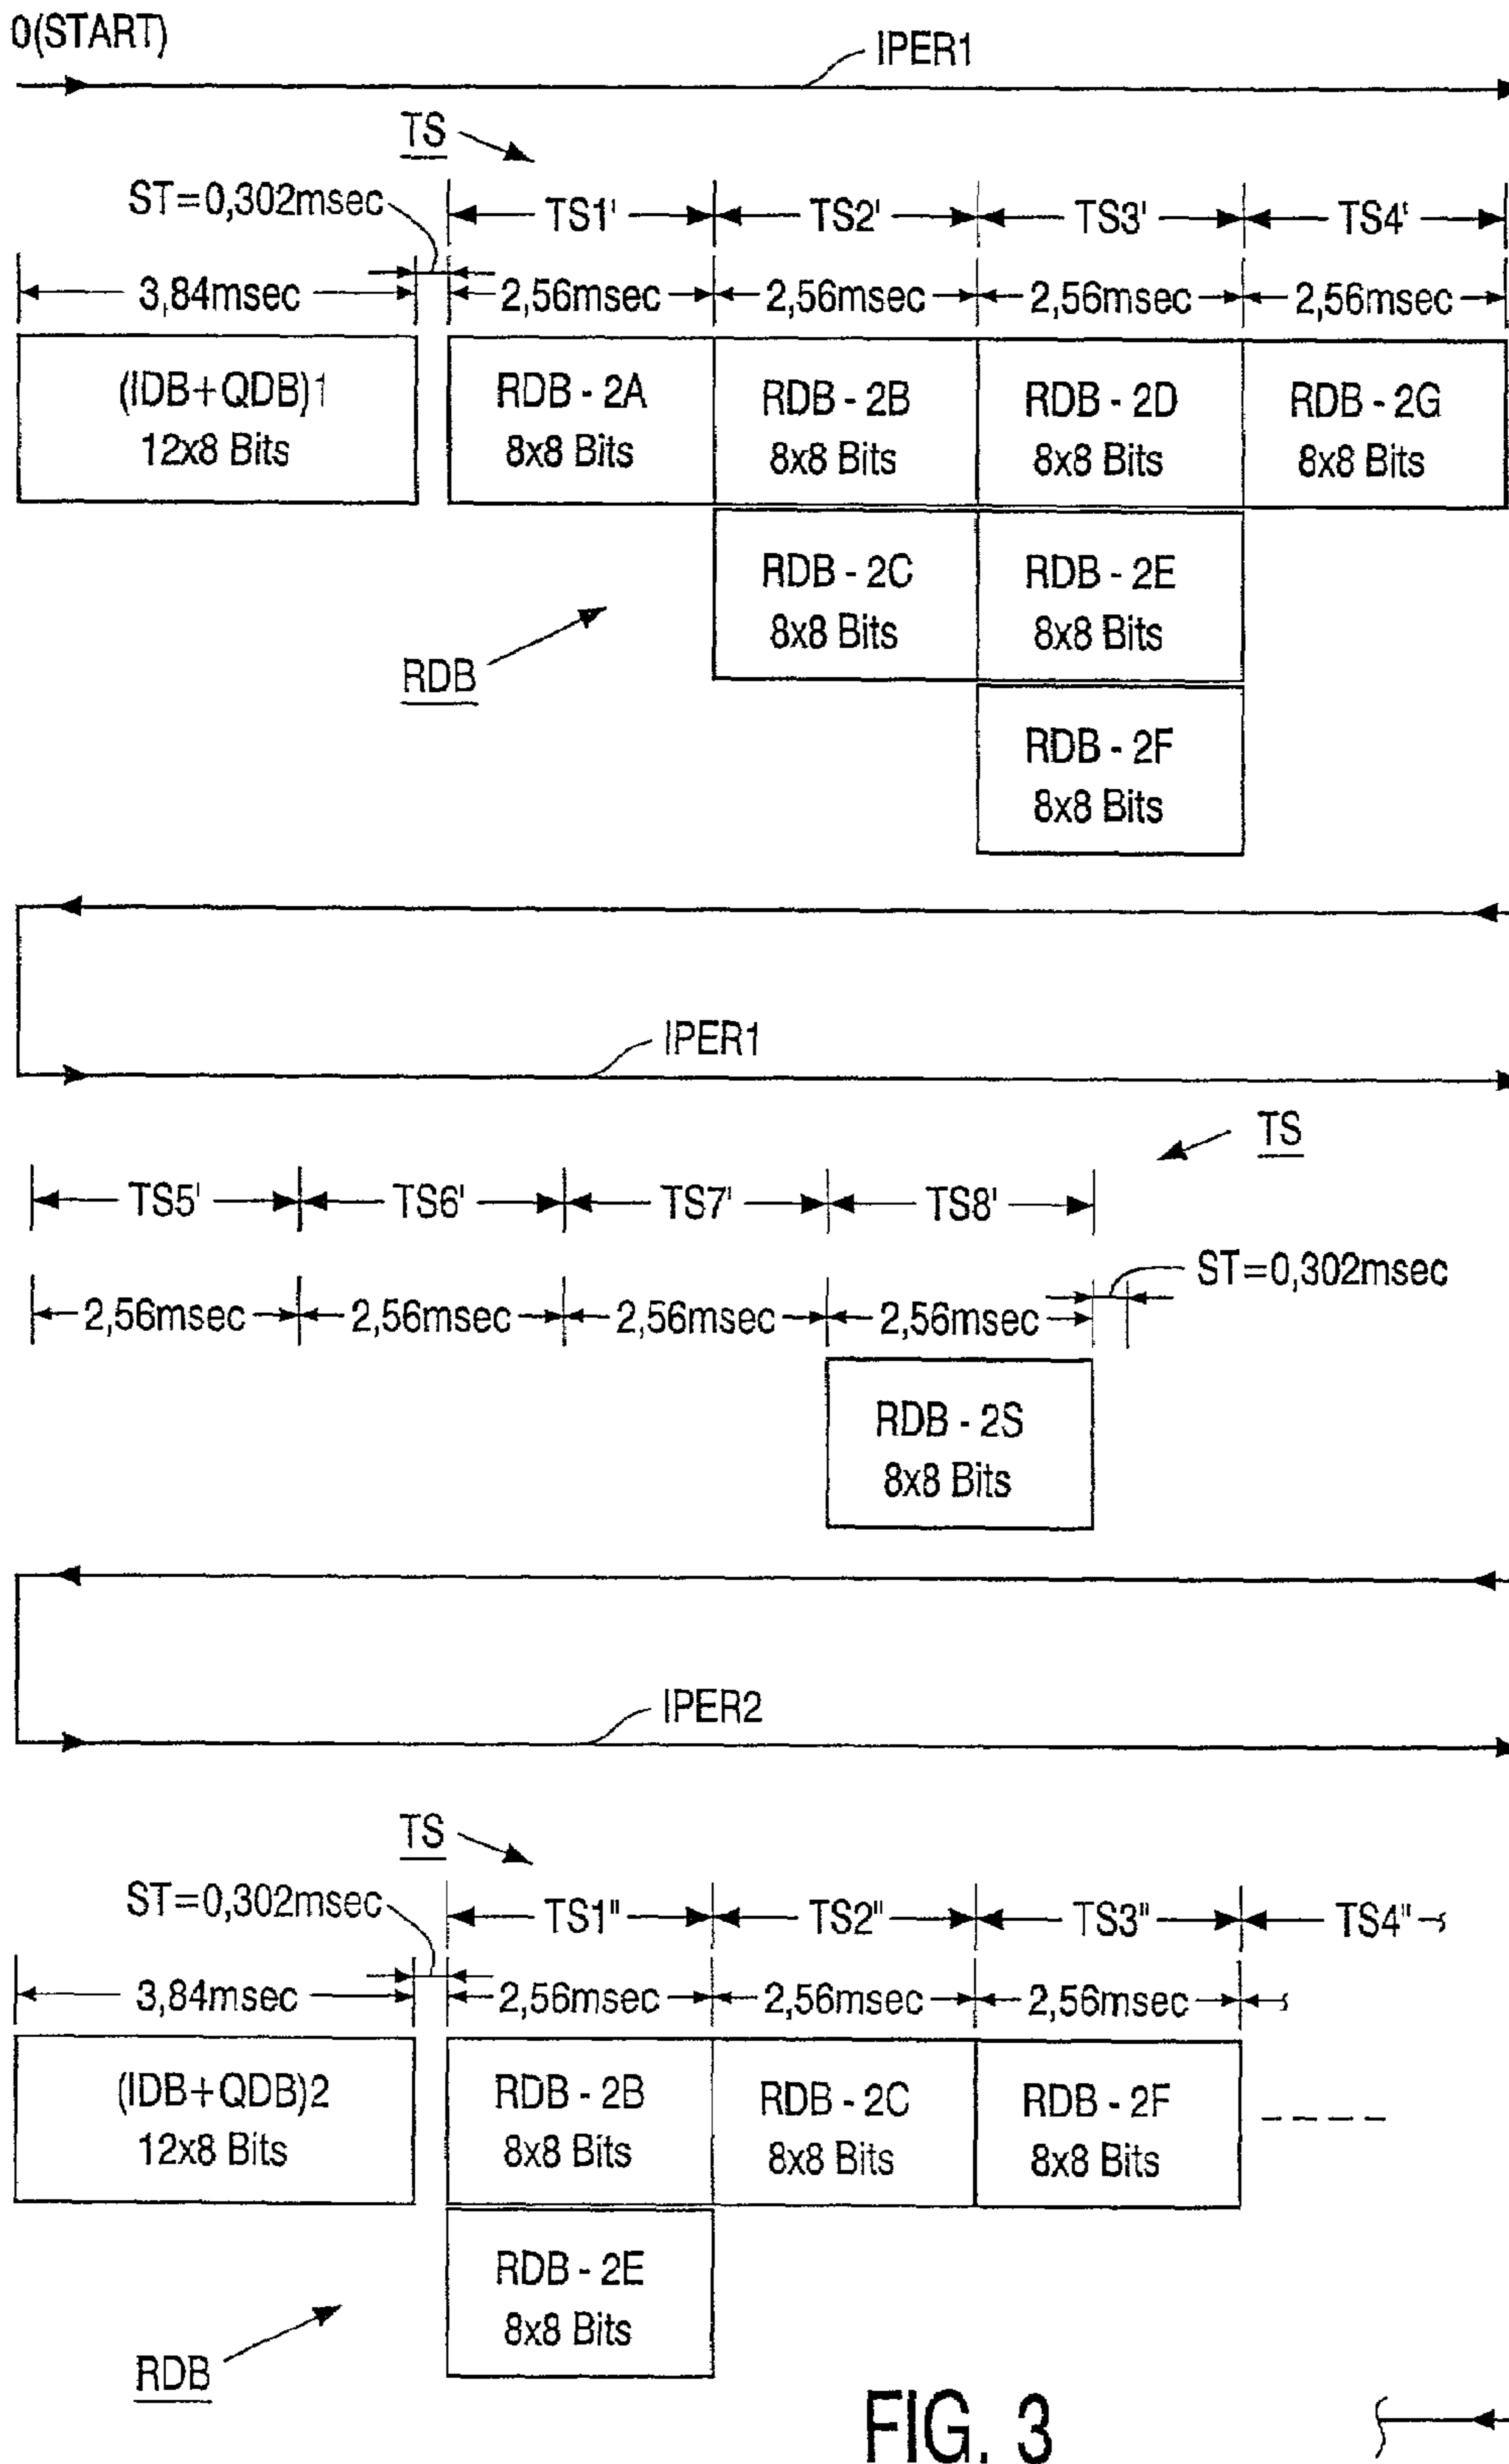 0(START)
IPER1
TS
ST=0,302msec
TS1' TS2' TS3' TS4'
3,84msec 2,56msec 2,56msec 2,56msec 2,56msec
(IDB+QDB)1 RDB - 2A RDB - 2B RDB - 2D RDB - 2G
12x8 Bits 8x8 Bits 8x8 Bits 8x8 Bits 8x8 Bits
RDB - 2C RDB - 2E
8x8 Bits 8x8 Bits
RDB
RDB - 2F
8x8 Bits
IPER1
TS
TS5' TS6' TS7' TS8'
ST=0,302msec
2,56msec 2,56msec 2,56msec 2,56msec
RDB - 2S
8x8 Bits
IPER2
TS
ST=0,302msec
TS1" TS2" TS3" TS4"
3,84msec 2,56msec 2,56msec 2,56msec
(IDB+QDB)2 RDB - 2B RDB - 2C RDB - 2F
12x8 Bits 8x8 Bits 8x8 Bits 8x8 Bits
RDB - 2E
8x8 Bits
RDB
FIG. 3